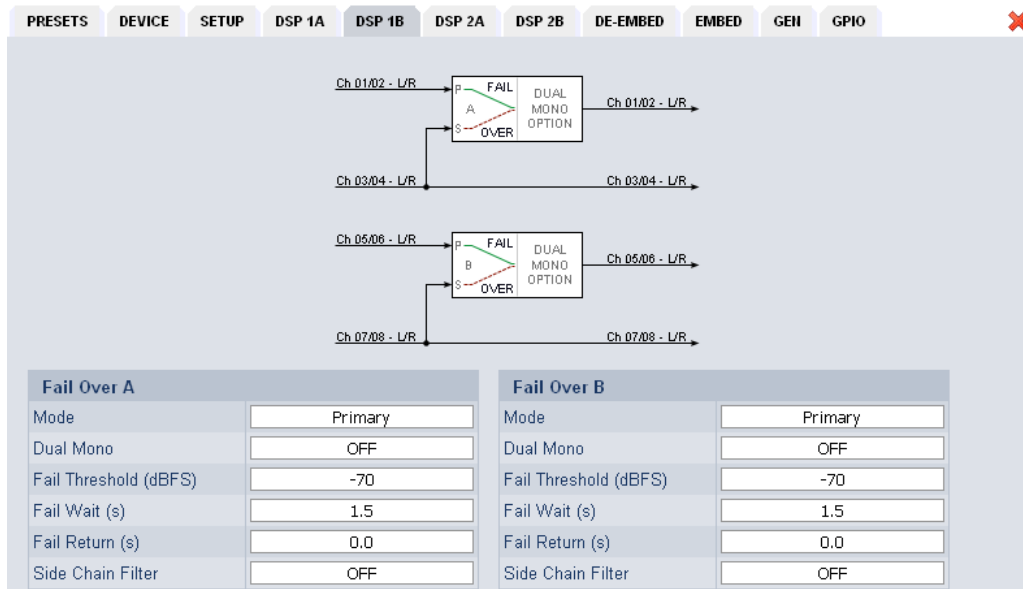 PRESETS DEVICE SETUP DSP 1A DSP 1B DSP 2A DSP 2B DE-EMBED EMBED GEN GPIO
Ch 01/02 - L/R
P FAIL
A
S OVER
DUAL
MONO
OPTION
Ch 01/02 - L/R
Ch 03/04 - L/R
Ch 03/04 - L/R
Ch 05/06 - L/R
P FAIL
B
S OVER
DUAL
MONO
OPTION
Ch 05/06 - L/R
Ch 07/08 - L/R
Ch 07/08 - L/R
Fail Over A
Mode Primary
Dual Mono OFF
Fail Threshold (dBFS) -70
Fail Wait (s) 1.5
Fail Return (s) 0.0
Side Chain Filter OFF
Fail Over B
Mode Primary
Dual Mono OFF
Fail Threshold (dBFS) -70
Fail Wait (s) 1.5
Fail Return (s) 0.0
Side Chain Filter OFF